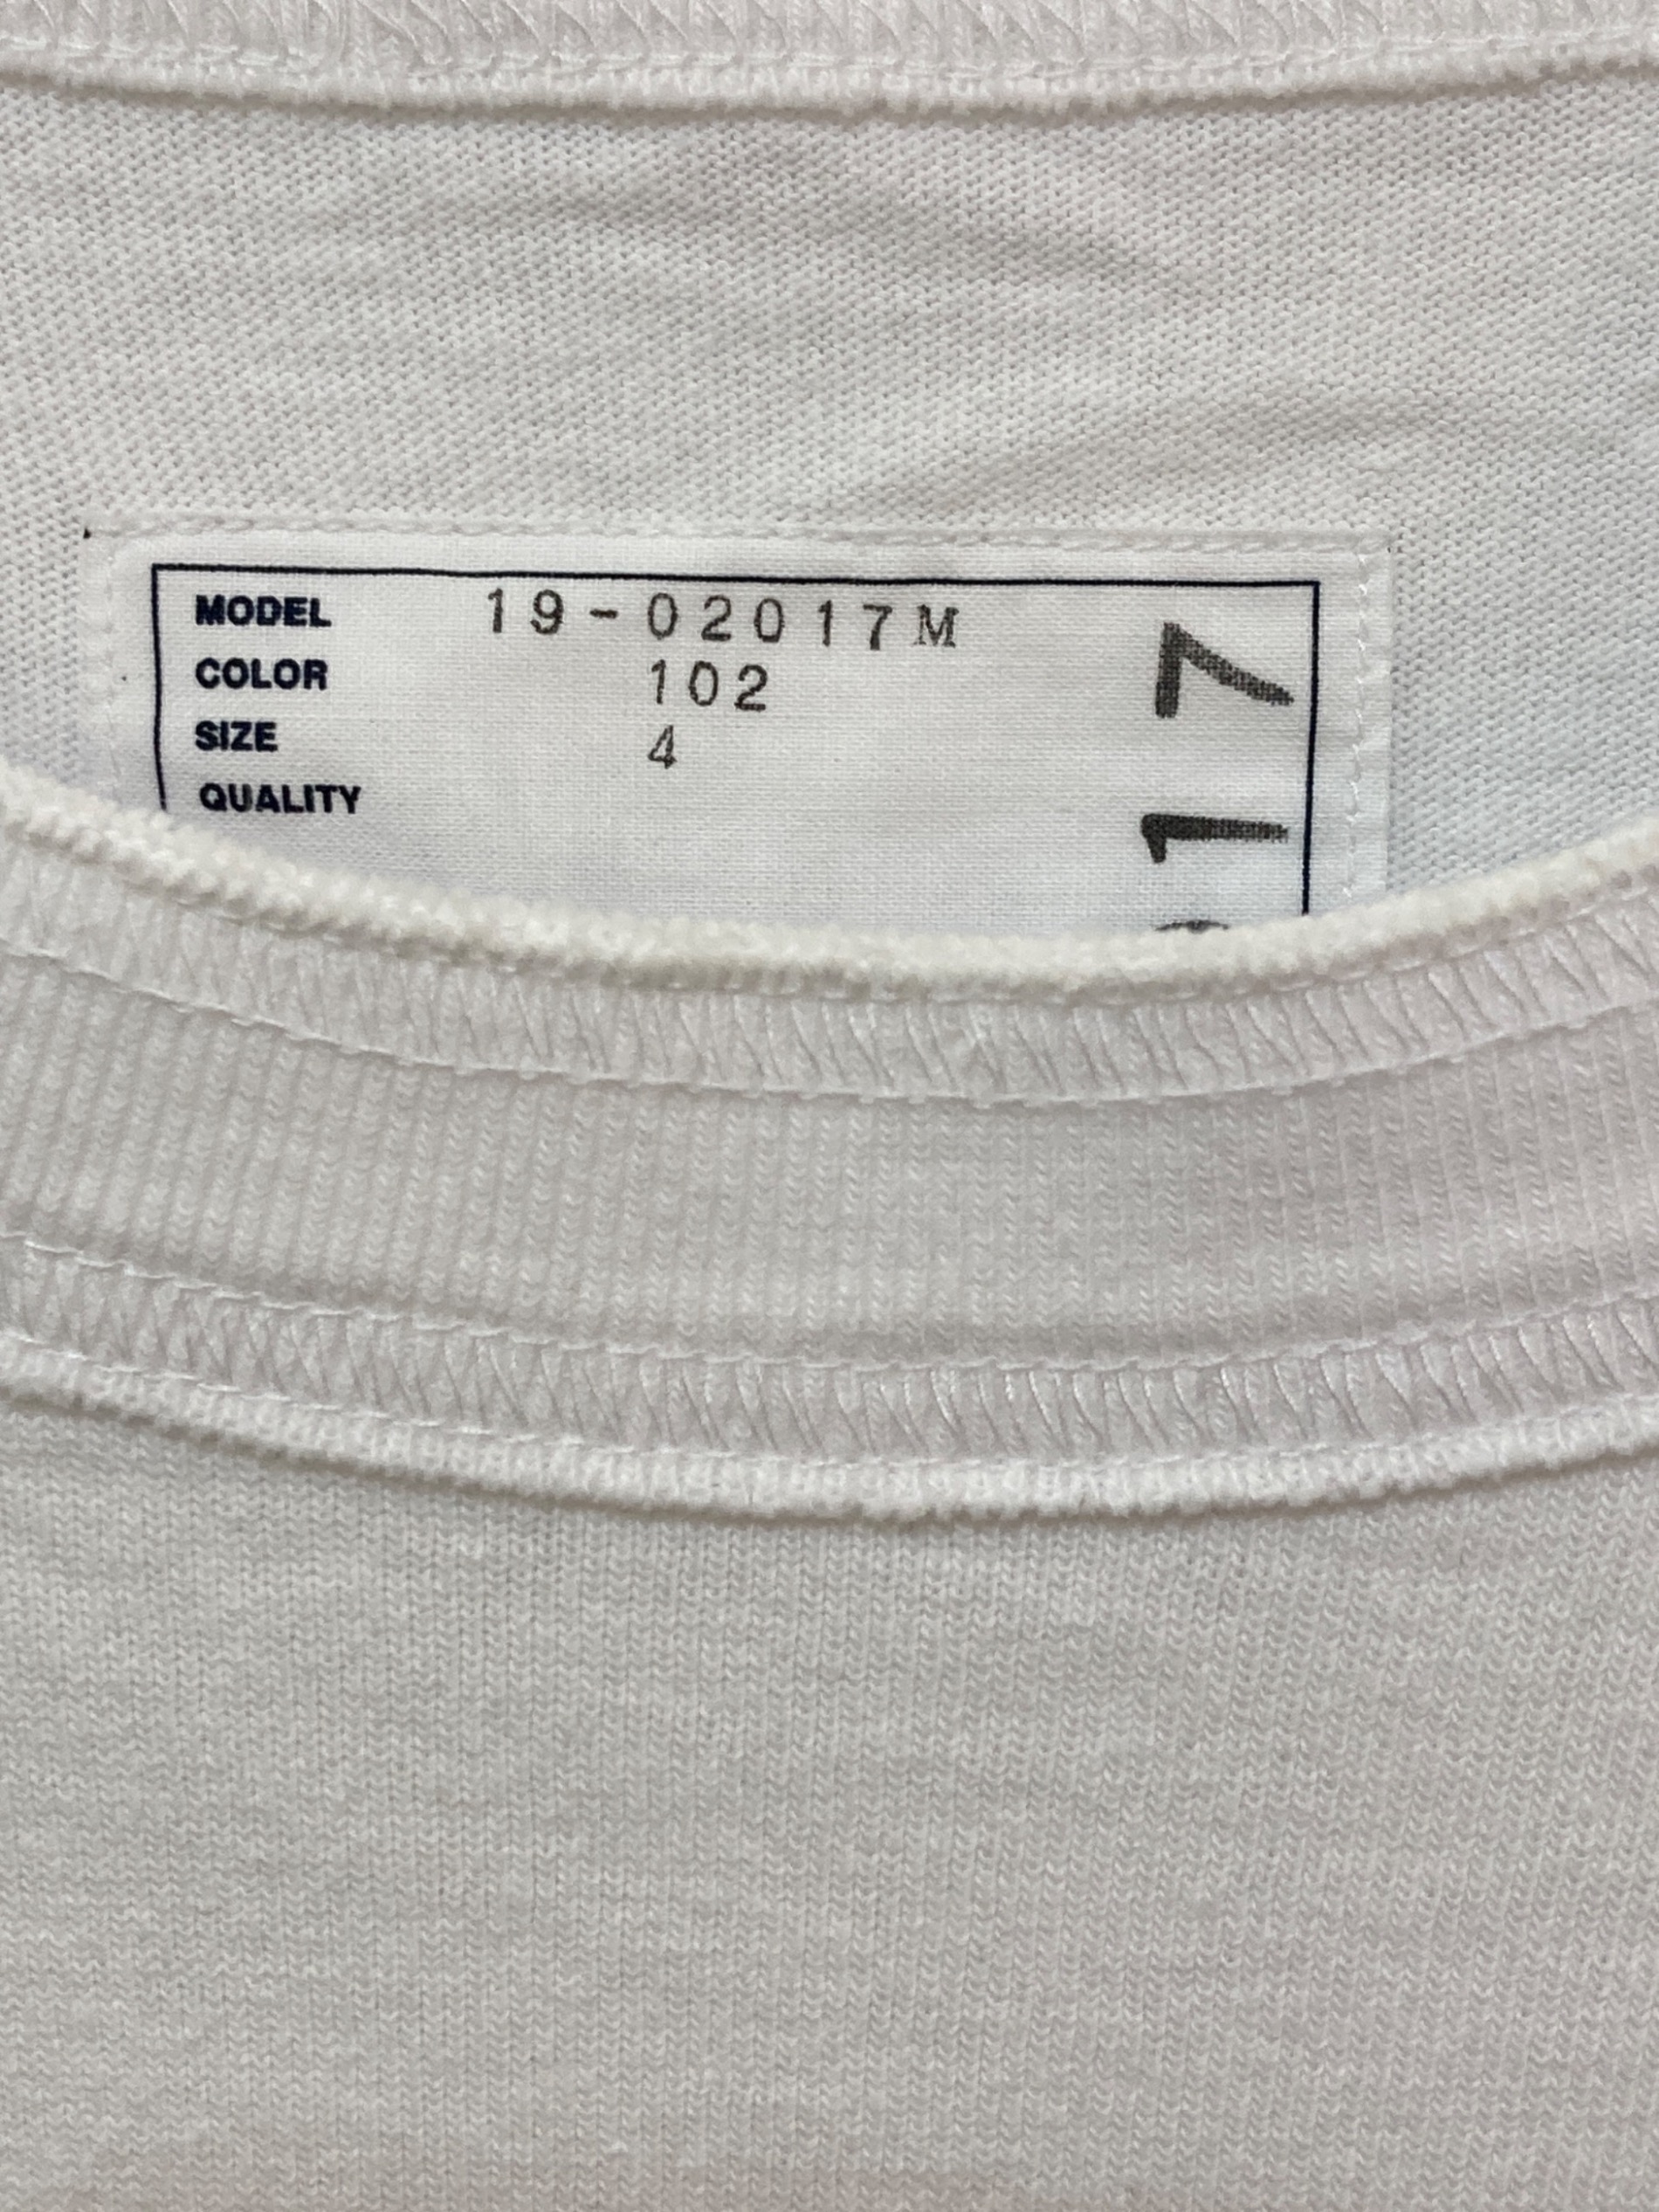 MODEL 19-02017M
COLOR 102
SIZE 4
QUALITY
17